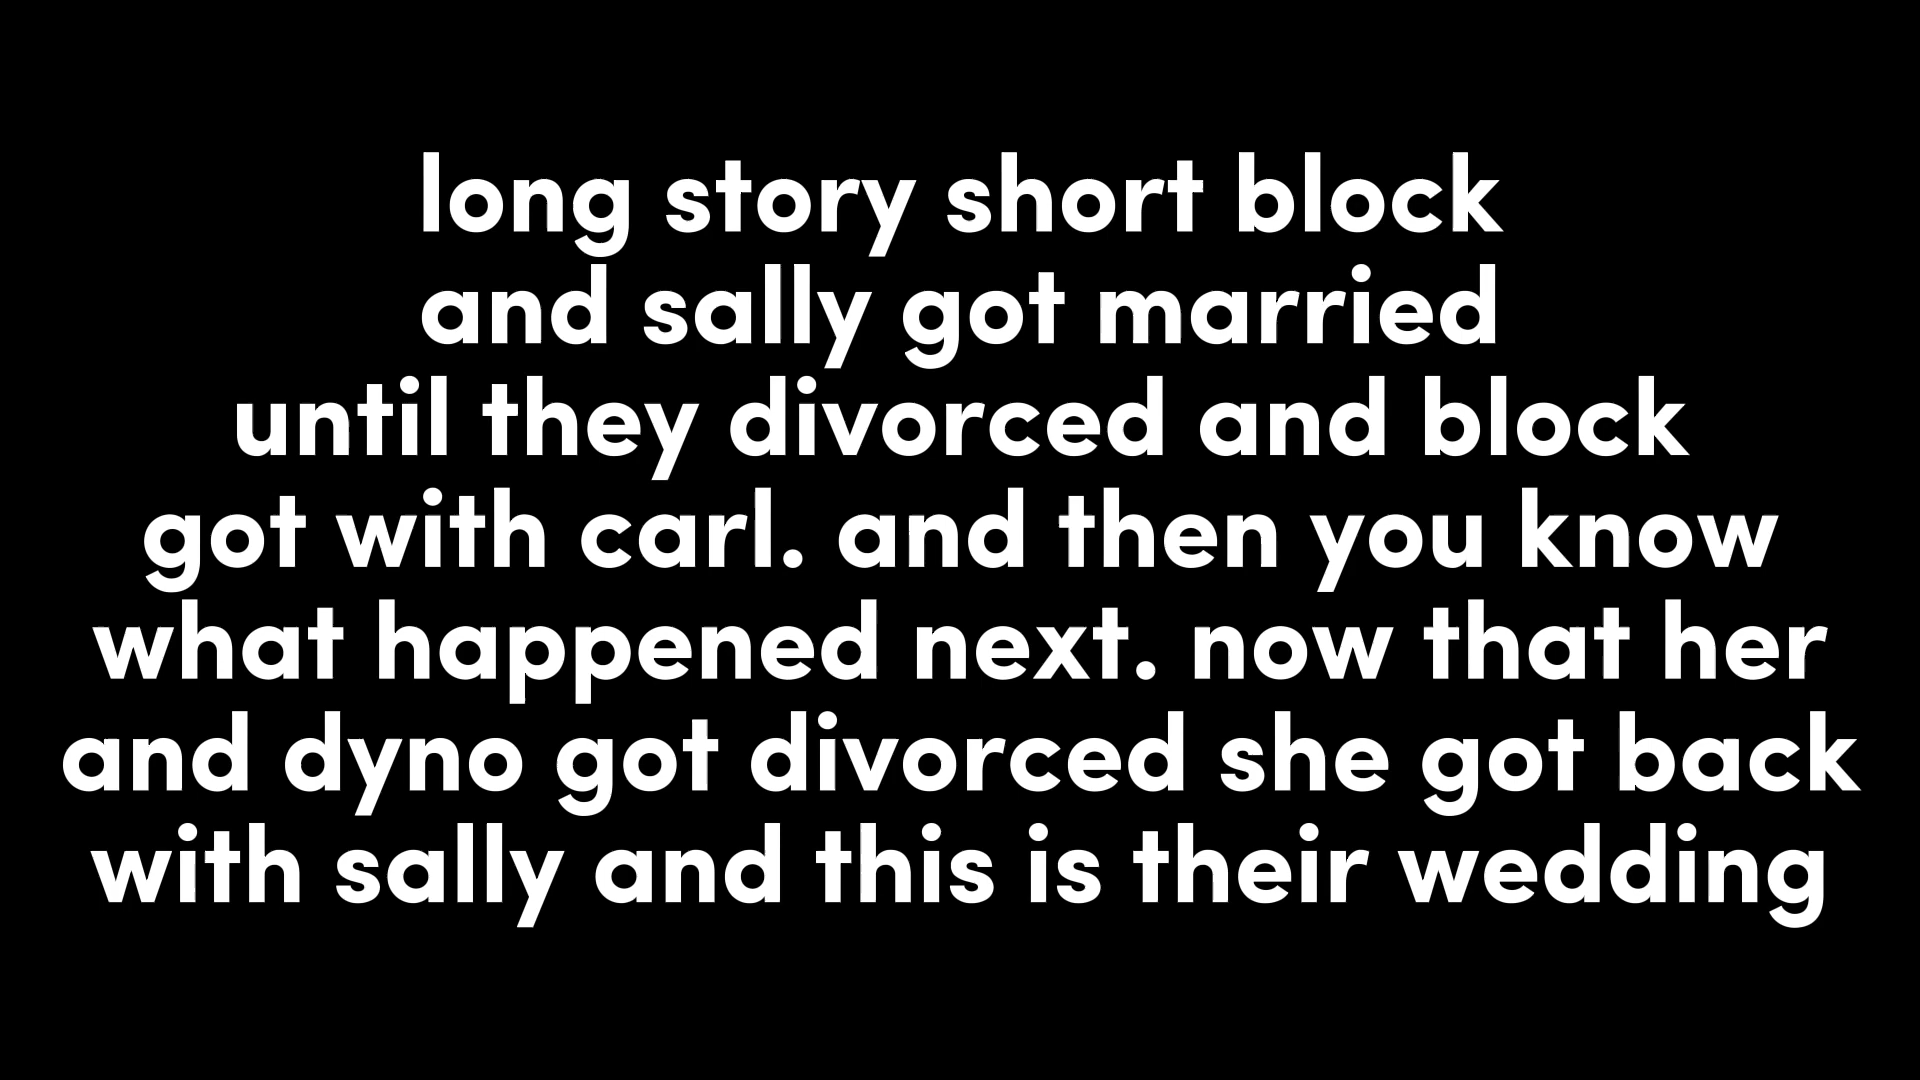 long story short block
and sally got married
until they divorced and block
got with carl. and then you know
what happened next. now that her
and dyno got divorced she got back
with sally and this is their wedding